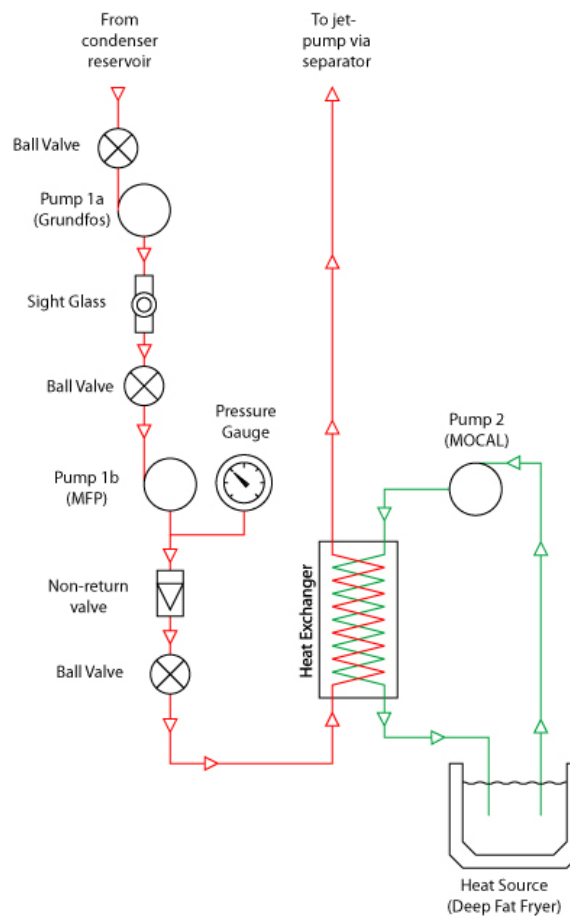 From
condenser
reservoir
To jet-
pump via
separator
Ball Valve
Pump 1a
(Grundfos)
Sight Glass
Ball Valve
Pressure
Gauge
Pump 2
(MOCAL)
Pump 1b
(MFP)
Non-return
valve
Heat Exchanger
Ball Valve
Heat Source
(Deep Fat Fryer)